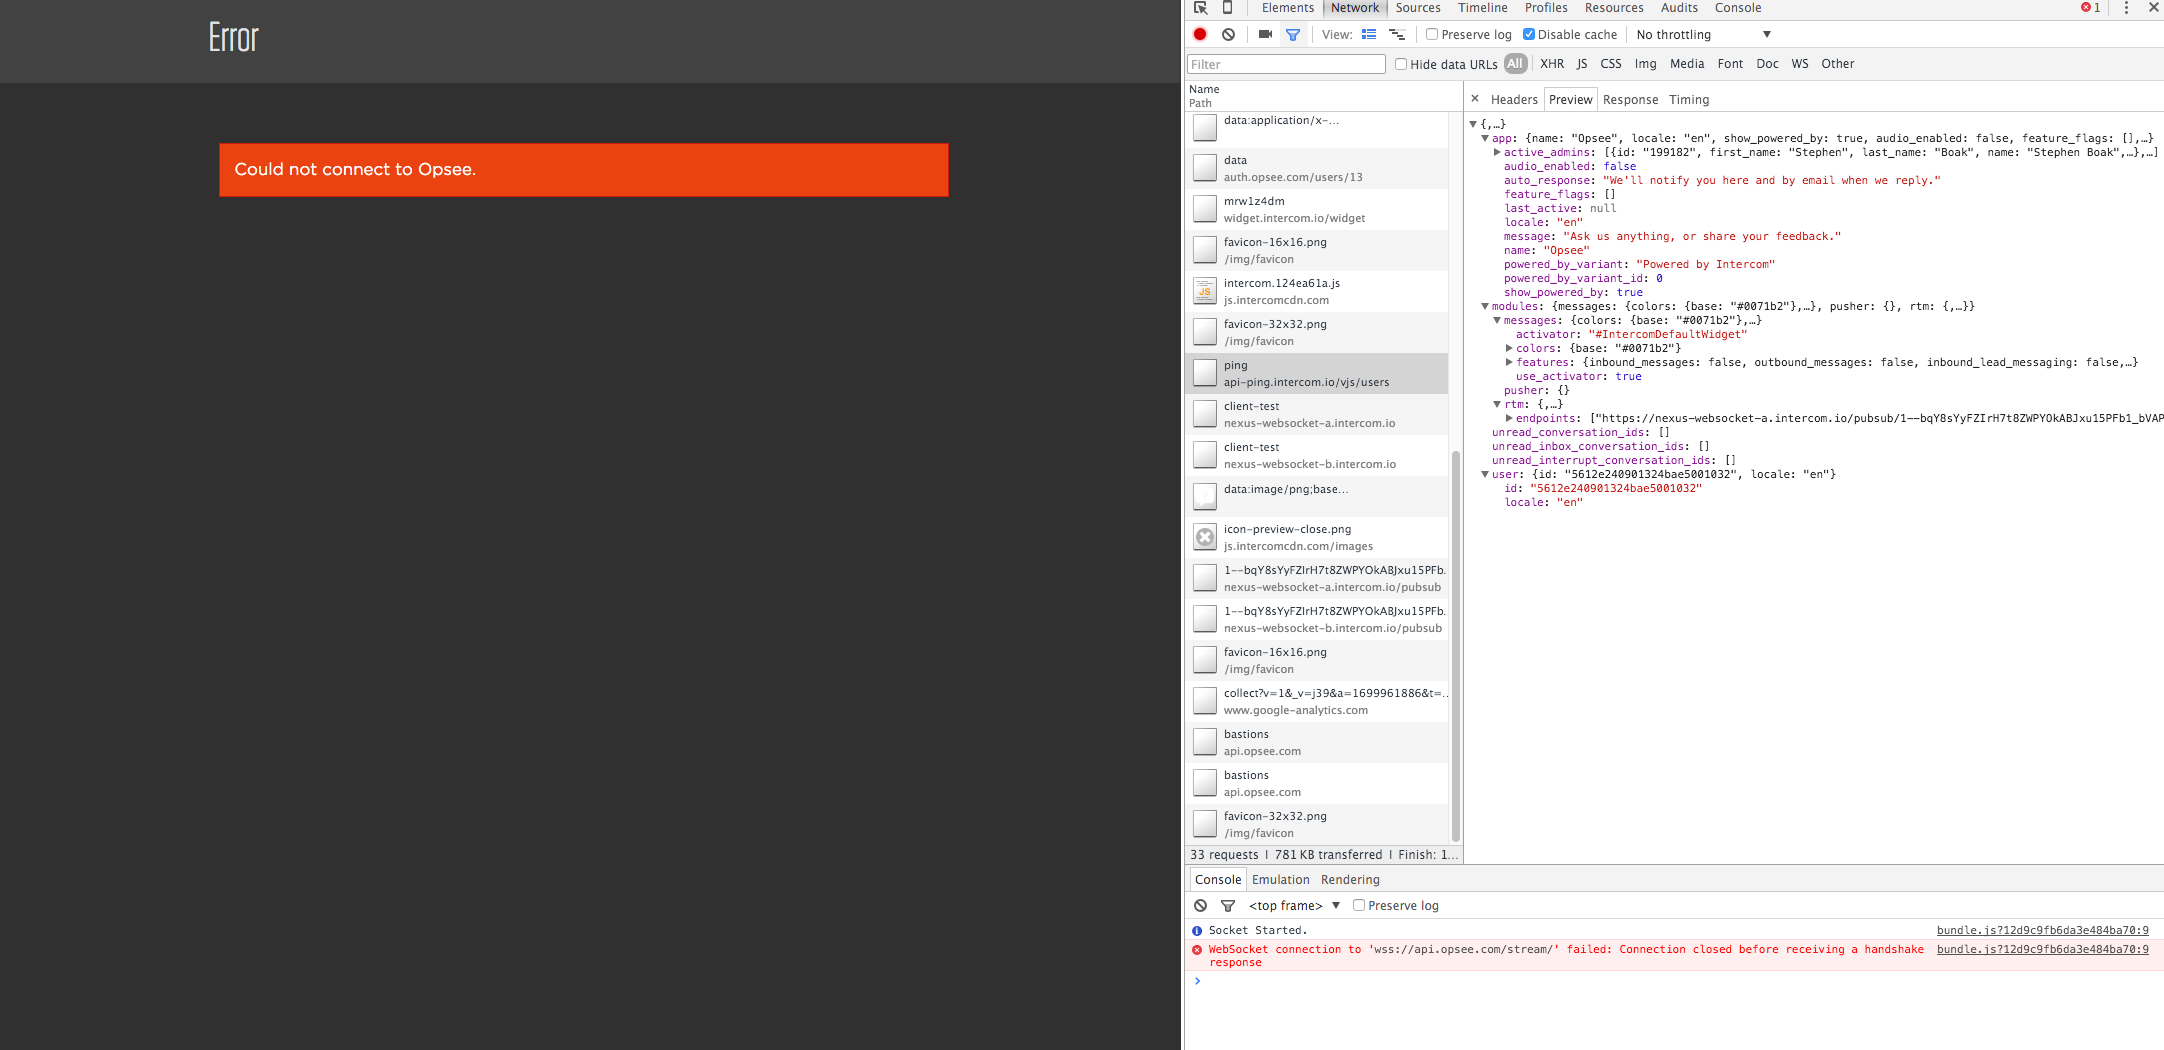 Error
Could not connect to Opsee.
Elements Network Sources Timeline Profiles Resources Audits Console 1
View: Preserve log Disable cache No throttling
Filter Hide data URLs All XHR JS CSS Img Media Font Doc WS Other
Name
Path
data:application/x-...
data
auth.opsee.com/users/13
mrw1z4dm
widget.intercom.io/widget
favicon-16x16.png
/img/favicon
intercom.124ea61a.js
js.intercomcdn.com
favicon-32x32.png
/img/favicon
ping
api-ping.intercom.io/vjs/users
client-test
nexus-websocket-a.intercom.io
client-test
nexus-websocket-b.intercom.io
data:image/png;base...
icon-preview-close.png
js.intercomcdn.com/images
1--bqY8sYyFZIrH7t8ZWPYOkABJxu15PFb.
nexus-websocket-a.intercom.io/pubsub
1--bqY8sYyFZIrH7t8ZWPYOkABJxu15PFb.
nexus-websocket-b.intercom.io/pubsub
favicon-16x16.png
/img/favicon
collect?v=1&_v=j39&a=1699961886&t=..
www.google-analytics.com
bastions
api.opsee.com
bastions
api.opsee.com
favicon-32x32.png
/img/favicon
33 requests | 781 KB transferred | Finish: 1...
Headers Preview Response Timing
{,…}
app: {name: "Opsee", locale: "en", show_powered_by: true, audio_enabled: false, feature_flags: [],…}
active_admins: [{id: "199182", first_name: "Stephen", last_name: "Boak", name: "Stephen Boak",…},…]
audio_enabled: false
auto_response: "We'll notify you here and by email when we reply."
feature_flags: []
last_active: null
locale: "en"
message: "Ask us anything, or share your feedback."
name: "Opsee"
powered_by_variant: "Powered by Intercom"
powered_by_variant_id: 0
show_powered_by: true
modules: {messages: {colors: {base: "#0071b2"},…}, pusher: {}, rtm: {,…}}
messages: {colors: {base: "#0071b2"},…}
activator: "#IntercomDefaultWidget"
colors: {base: "#0071b2"}
features: {inbound_messages: false, outbound_messages: false, inbound_lead_messaging: false,…}
use_activator: true
pusher: {}
rtm: {,…}
endpoints: ["https://nexus-websocket-a.intercom.io/pubsub/1--bqY8sYyFZIrH7t8ZWPYOkABJxu15PFb1_bVAP
unread_conversation_ids: []
unread_inbox_conversation_ids: []
unread_interrupt_conversation_ids: []
user: {id: "5612e240901324bae5001032", locale: "en"}
id: "5612e240901324bae5001032"
locale: "en"
Console Emulation Rendering
<top frame> Preserve log
Socket Started. bundle.js?12d9c9fb6da3e484ba70:9
WebSocket connection to 'wss://api.opsee.com/stream/' failed: Connection closed before receiving a handshake bundle.js?12d9c9fb6da3e484ba70:9
response